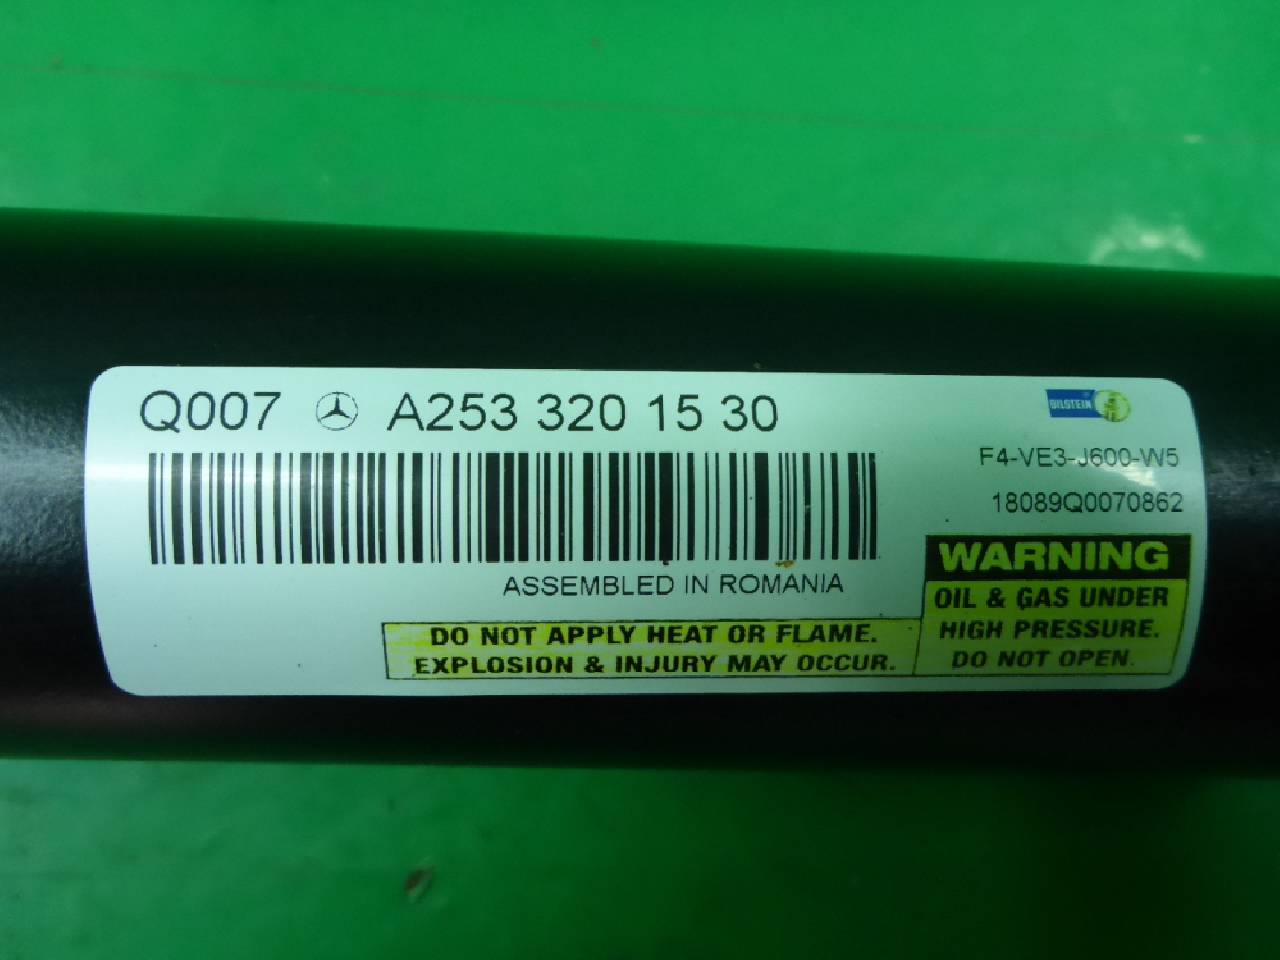 Q007 A253 320 15 30
BILSTEIN
F4-VE3-J600-W5
18089Q0070862
ASSEMBLED IN ROMANIA
WARNING
OIL & GAS UNDER
HIGH PRESSURE.
DO NOT OPEN.
DO NOT APPLY HEAT OR FLAME.
EXPLOSION & INJURY MAY OCCUR.